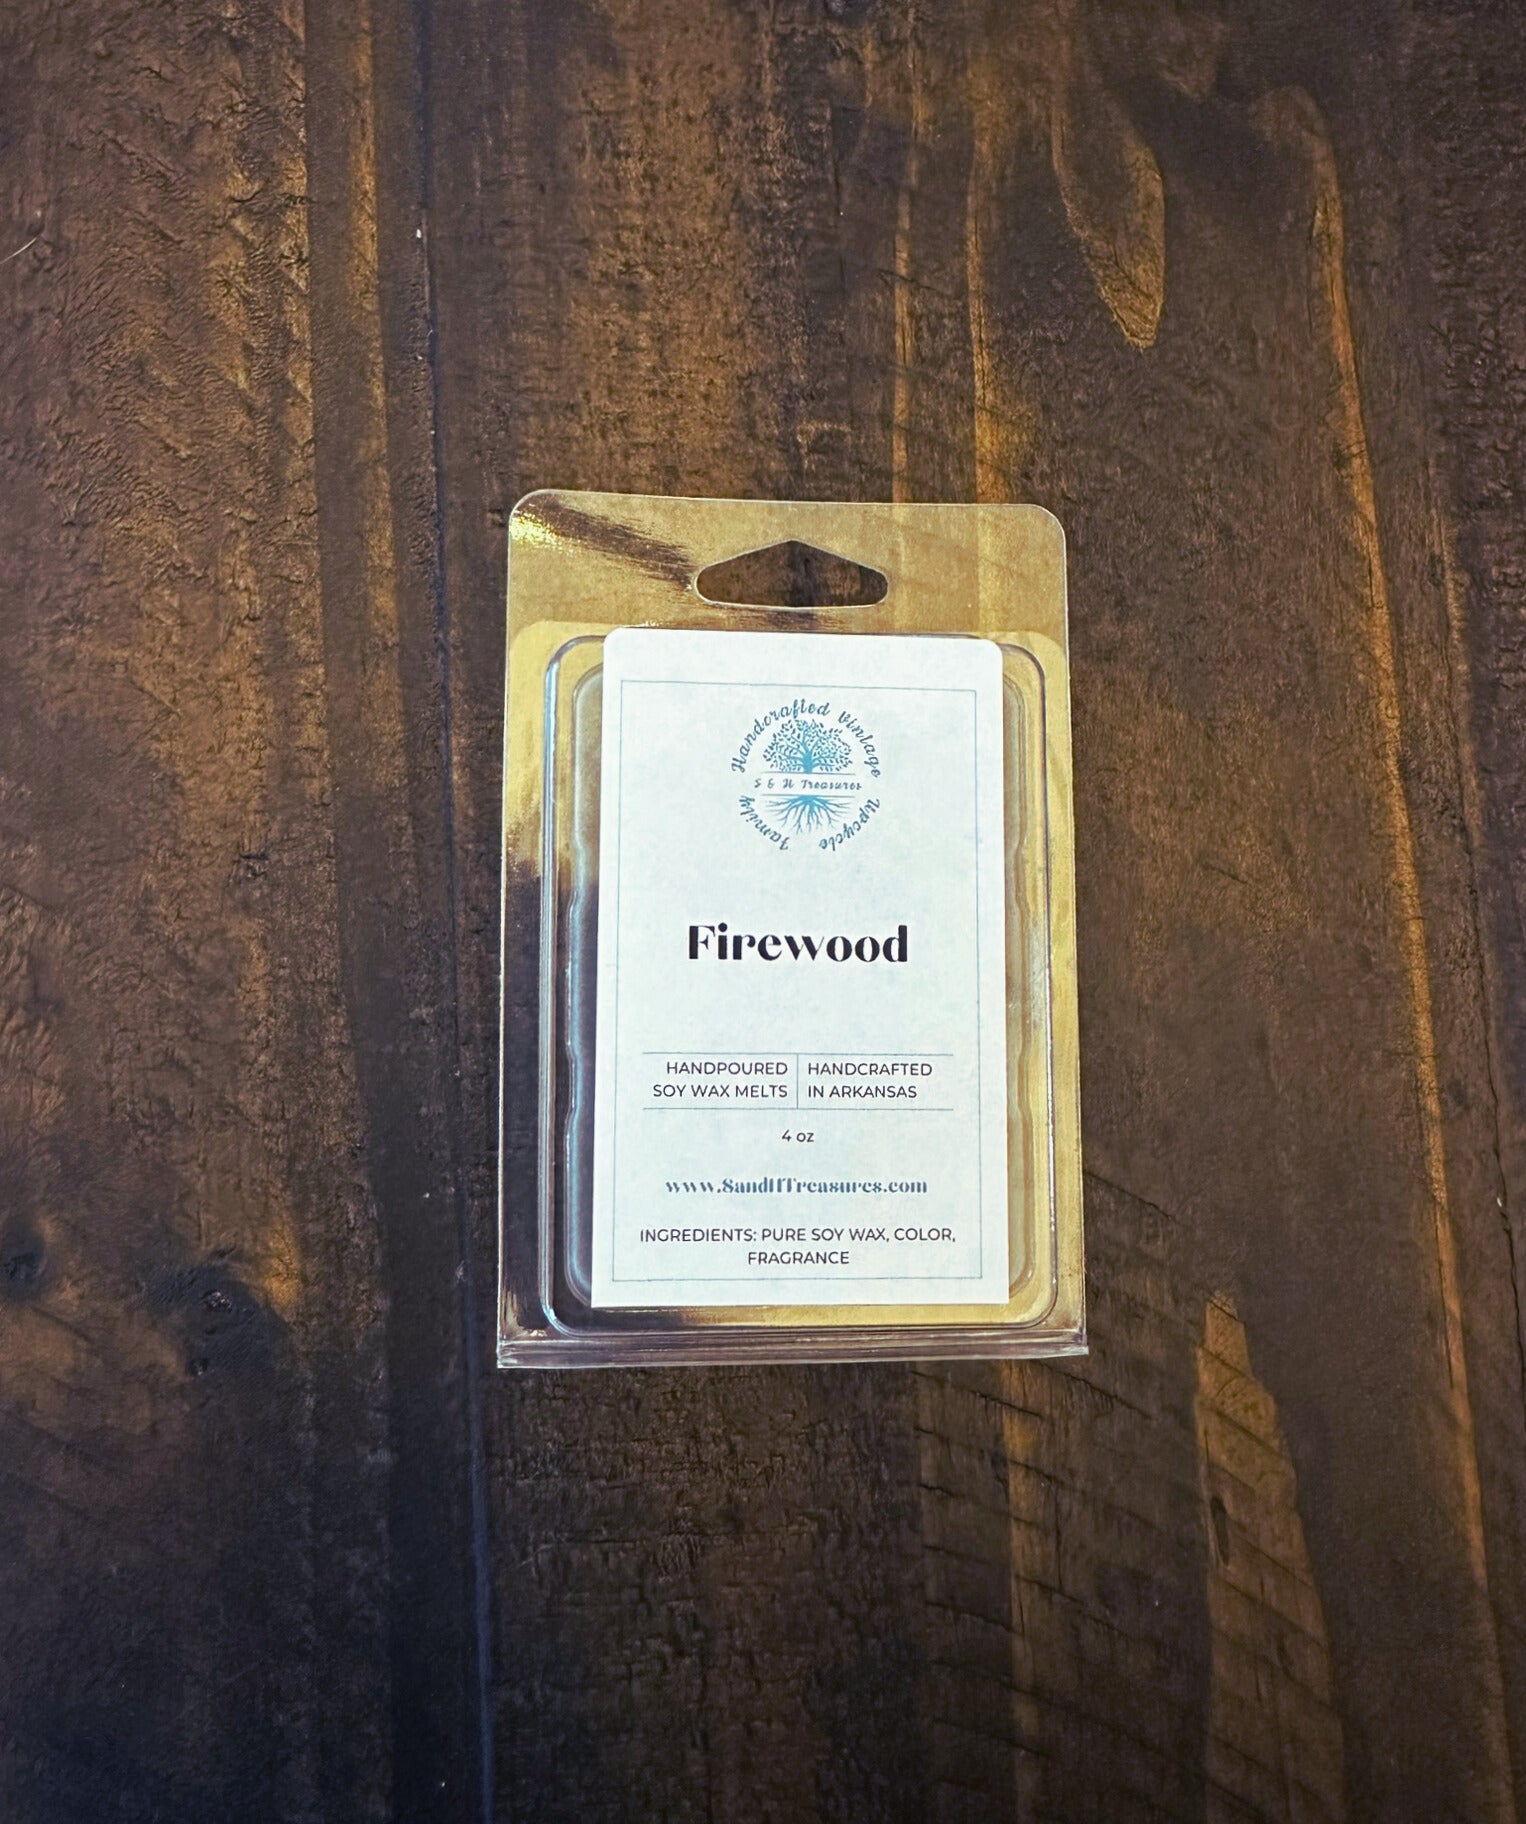 Handcrafted Vintage
S & H Treasures
Family Upcycle
Firewood
HANDPOURED
SOY WAX MELTS
HANDCRAFTED
IN ARKANSAS
4 oz
www.SandHTreasures.com
INGREDIENTS: PURE SOY WAX, COLOR,
FRAGRANCE